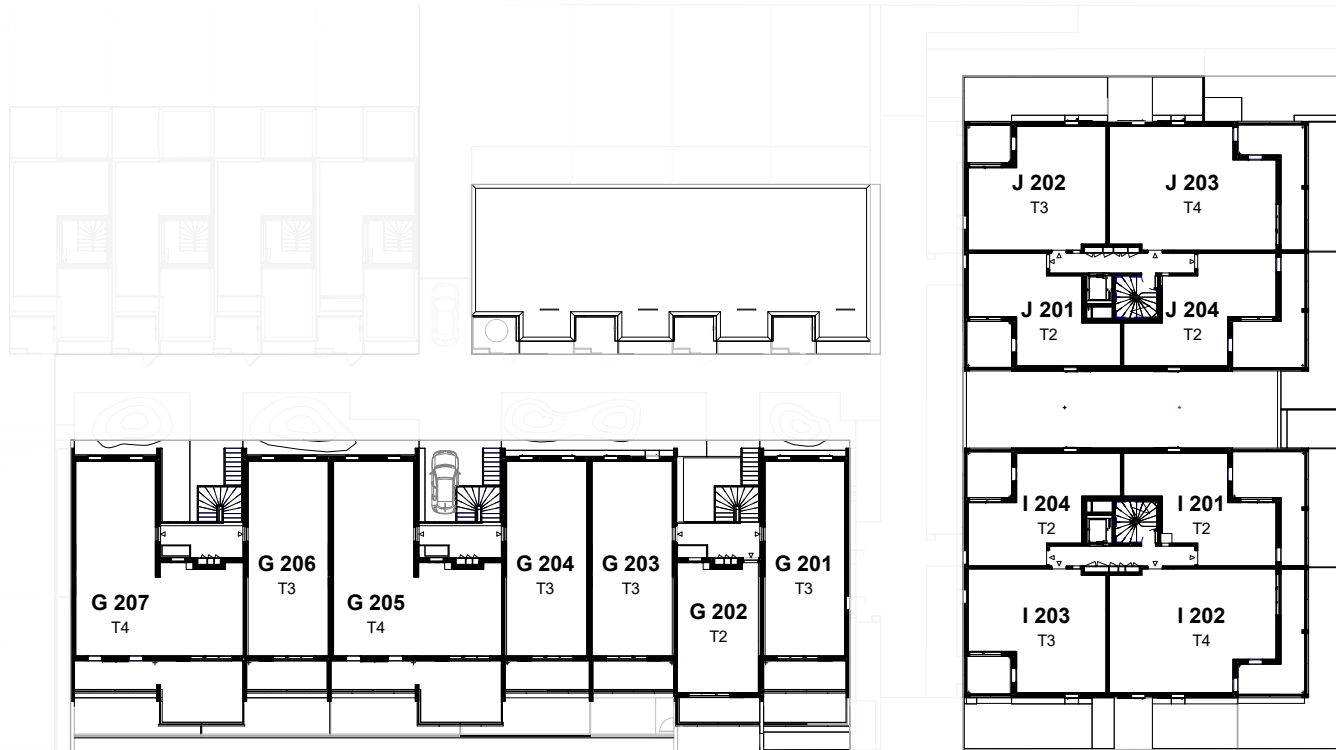 J 202
T3
J 203
T4
J 201
T2
J 204
T2
I 204
T2
I 201
T2
I 203
T3
I 202
T4
G 207
T4
G 206
T3
G 205
T4
G 204
T3
G 203
T3
G 202
T2
G 201
T3